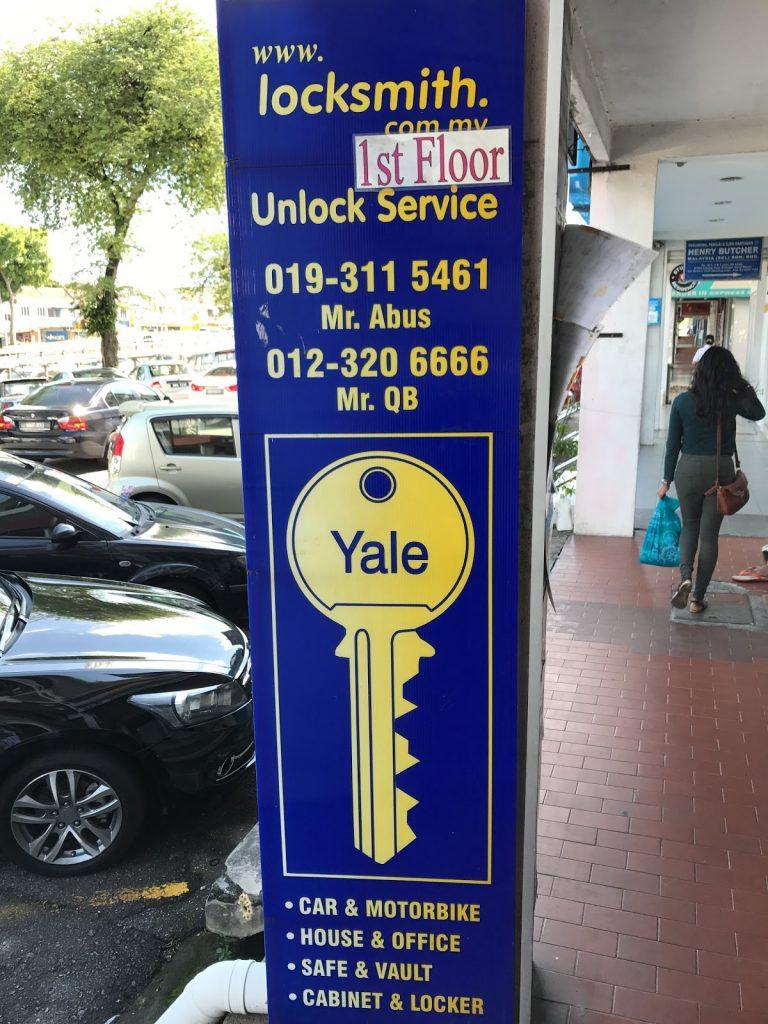 www.
locksmith.
com.my
1st Floor
Unlock Service
019-311 5461
Mr. Abus
012-320 6666
Mr. QB
Yale
• CAR & MOTORBIKE
• HOUSE & OFFICE
• SAFE & VAULT
• CABINET & LOCKER
HENRY BUTCHER